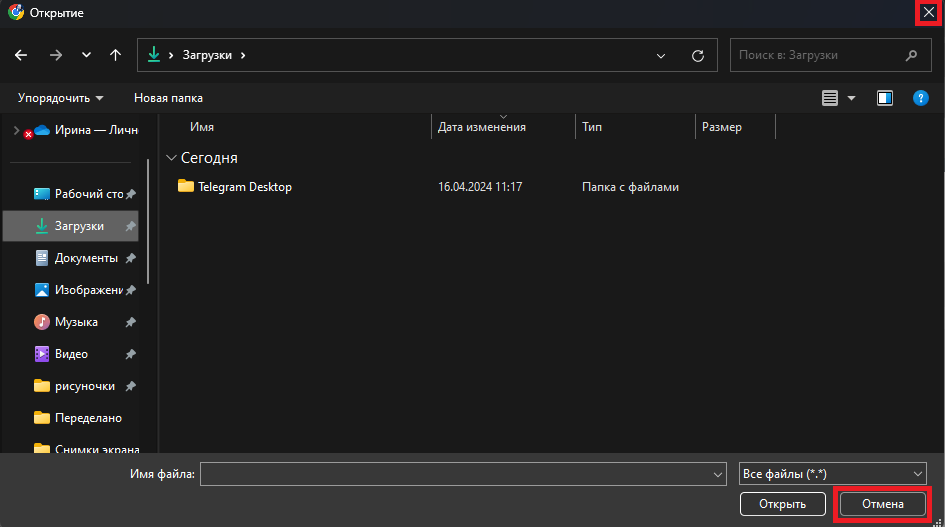 Открытие
Загрузки
Поиск в: Загрузки
Упорядочить
Новая папка
?
Ирина — Личн
Имя
Дата изменения
Тип
Размер
Сегодня
Telegram Desktop
16.04.2024 11:17
Папка с файлами
Рабочий сто
Загрузки
Документы
Изображени
Музыка
Видео
рисуночки
Переделано
Снимки экрана
Имя файла:
Все файлы (*.*)
Открыть
Отмена